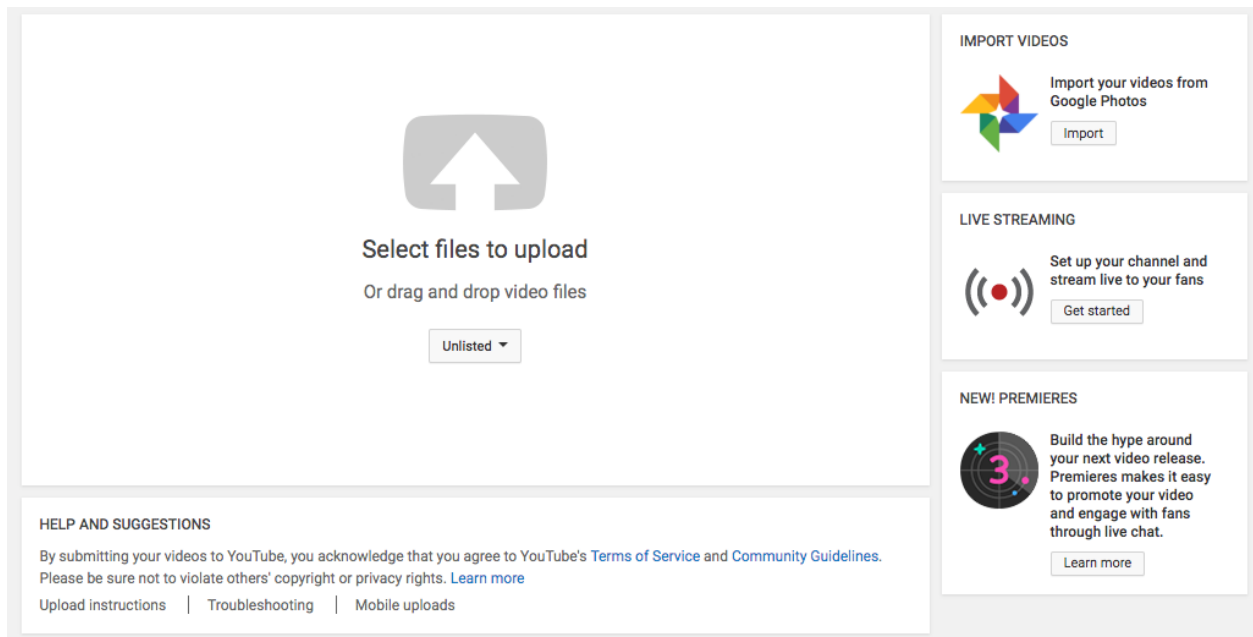 Select files to upload
Or drag and drop video files
Unlisted
HELP AND SUGGESTIONS
By submitting your videos to YouTube, you acknowledge that you agree to YouTube's Terms of Service and Community Guidelines.
Please be sure not to violate others' copyright or privacy rights. Learn more
Upload instructions | Troubleshooting | Mobile uploads
IMPORT VIDEOS
Import your videos from
Google Photos
Import
LIVE STREAMING
Set up your channel and
stream live to your fans
Get started
NEW! PREMIERES
3
Build the hype around
your next video release.
Premieres makes it easy
to promote your video
and engage with fans
through live chat.
Learn more